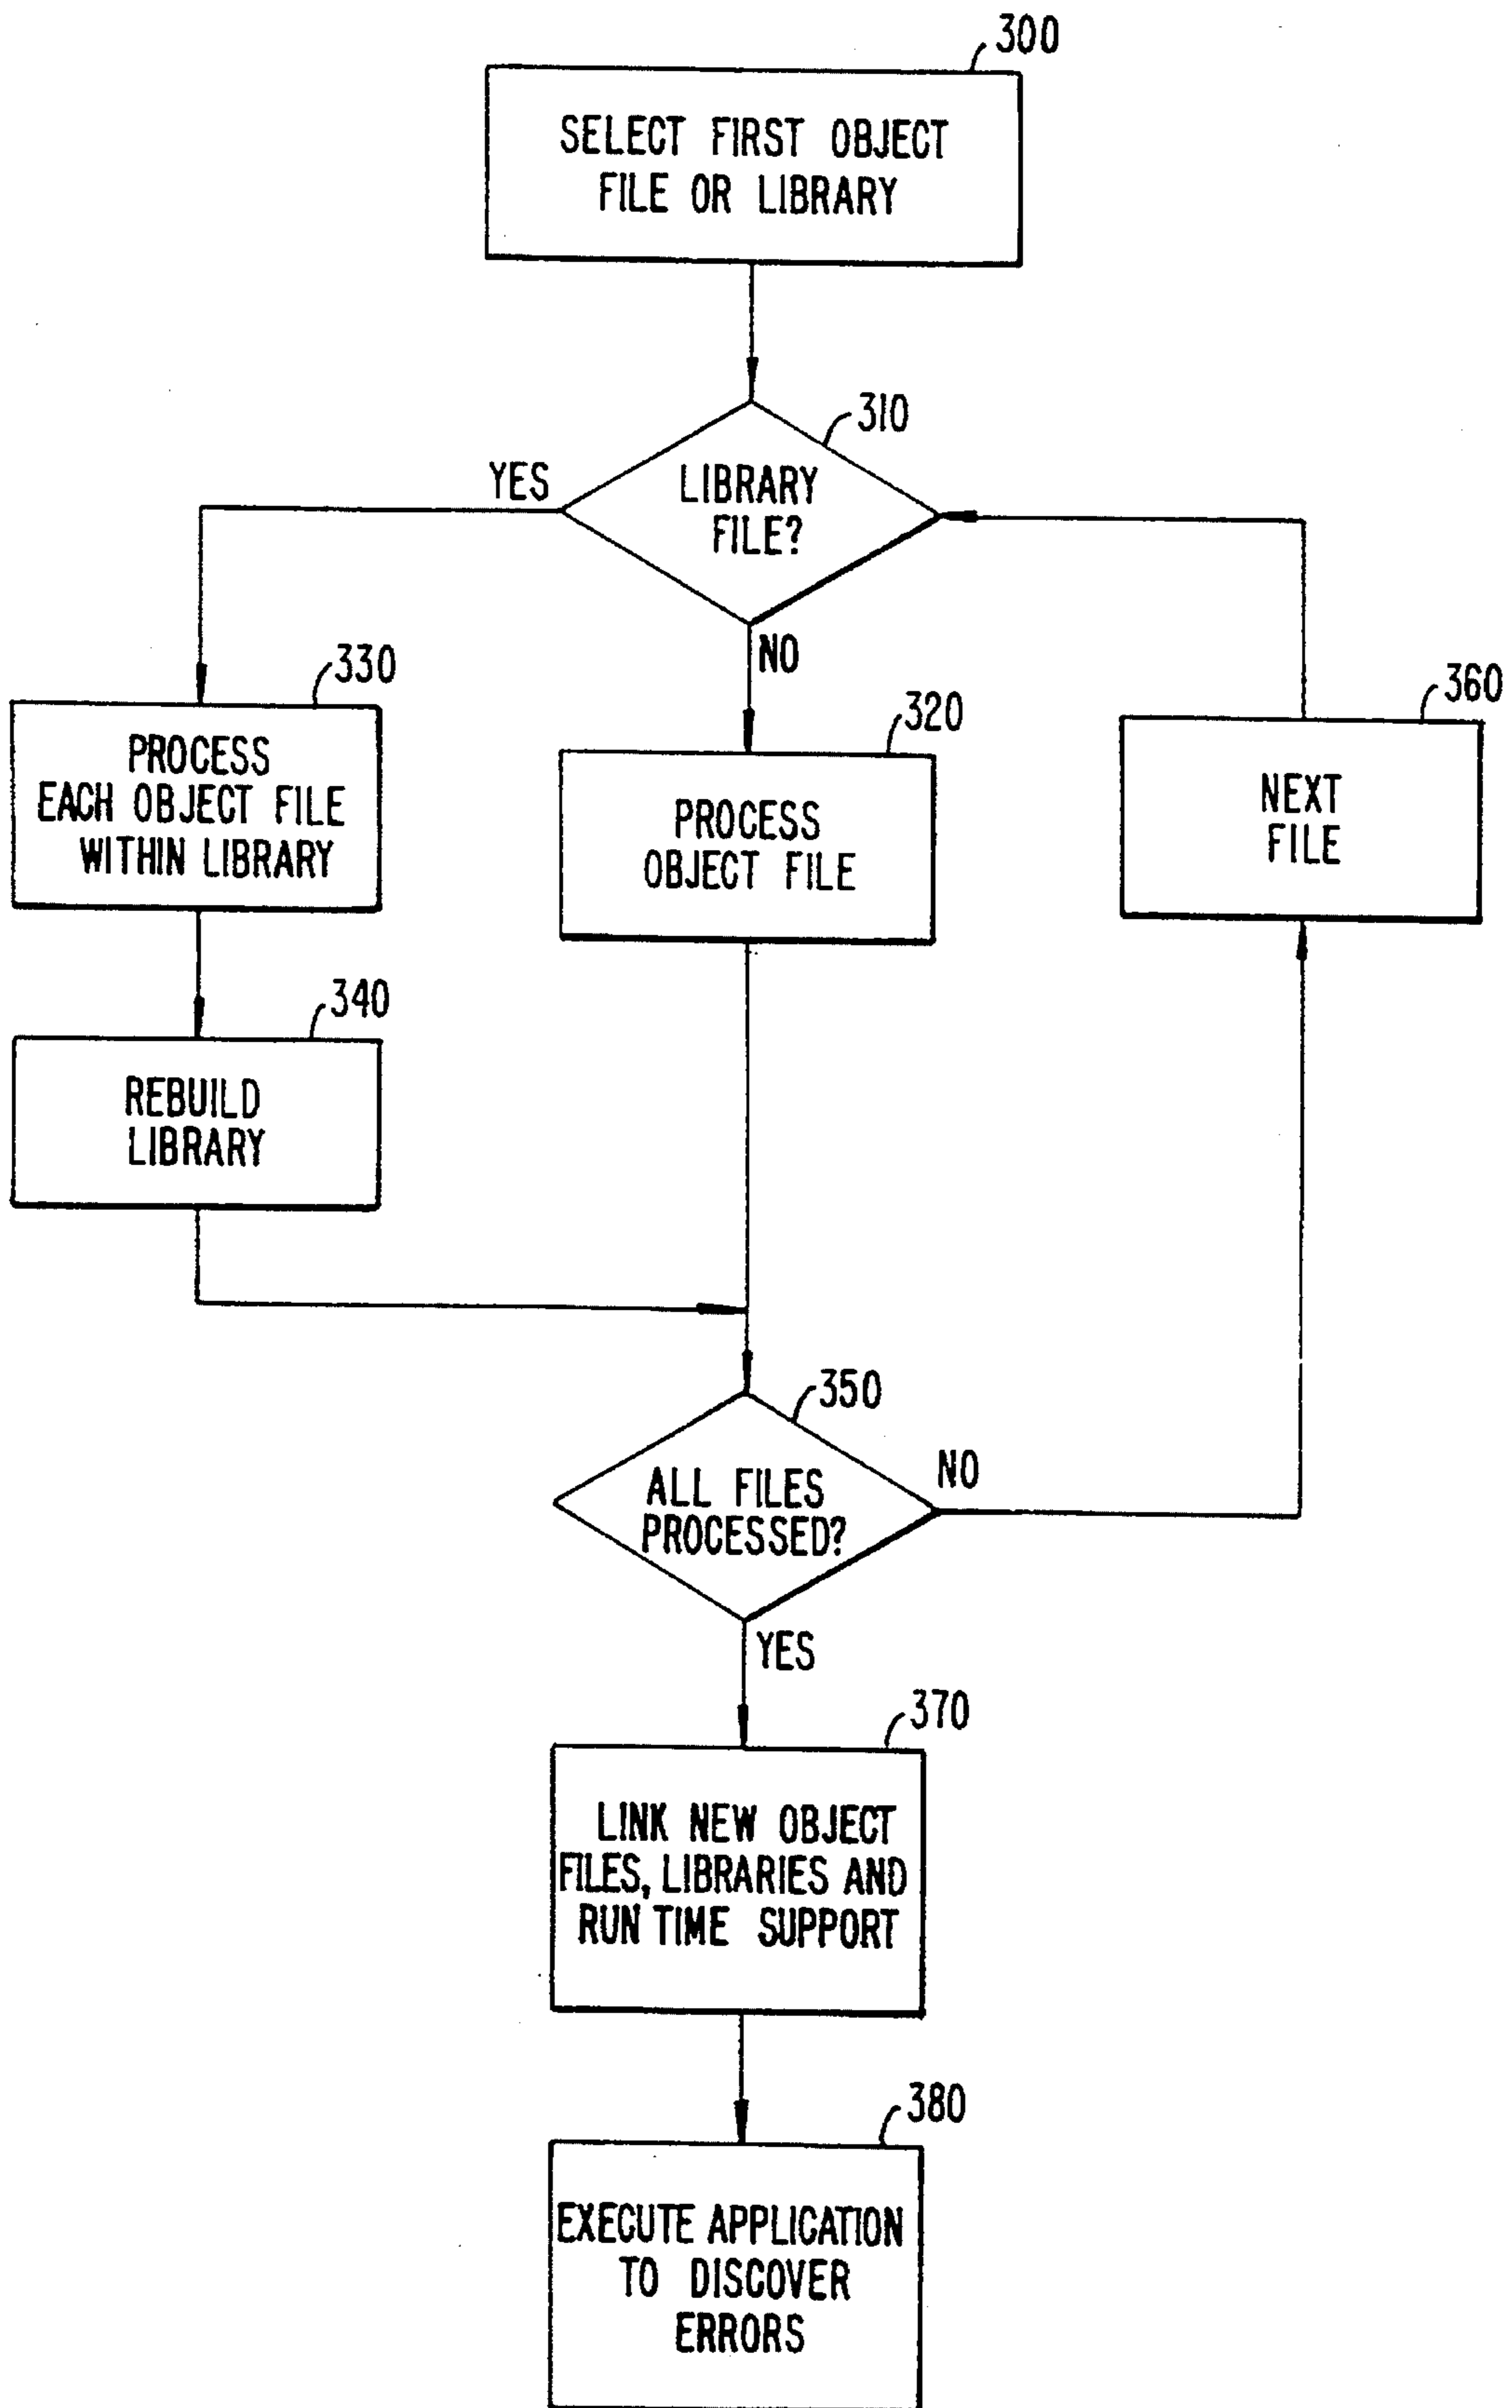 300
SELECT FIRST OBJECT
FILE OR LIBRARY
310
YES
LIBRARY
FILE?
NO
330
PROCESS
EACH OBJECT FILE
WITHIN LIBRARY
320
PROCESS
OBJECT FILE
360
NEXT
FILE
340
REBUILD
LIBRARY
350
ALL FILES
PROCESSED?
NO
YES
370
LINK NEW OBJECT
FILES, LIBRARIES AND
RUN TIME SUPPORT
380
EXECUTE APPLICATION
TO DISCOVER
ERRORS